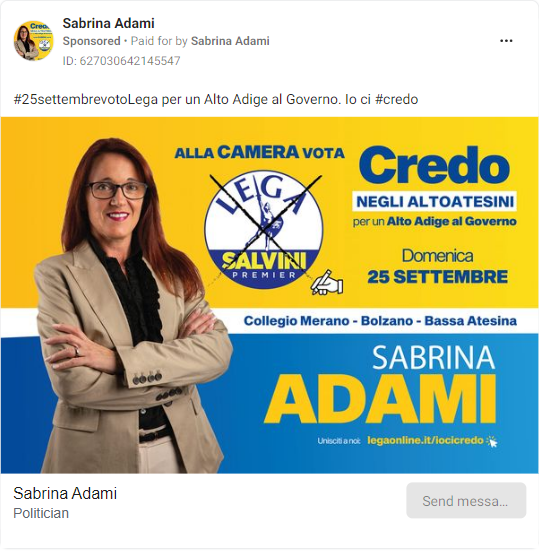 Sabrina Adami
Sponsored • Paid for by Sabrina Adami
ID: 627030642145547
#25settembrevotoLega per un Alto Adige al Governo. Io ci #credo
ALLA CAMERA VOTA
LEGA
SALVINI
PREMIER
Credo
NEGLI ALTOATESINI
per un Alto Adige al Governo
Domenica
25 SETTEMBRE
Collegio Merano - Bolzano - Bassa Atesina
SABRINA
ADAMI
Unisciti a noi: legaonline.it/iocicredo
Sabrina Adami
Politician
Send messa...